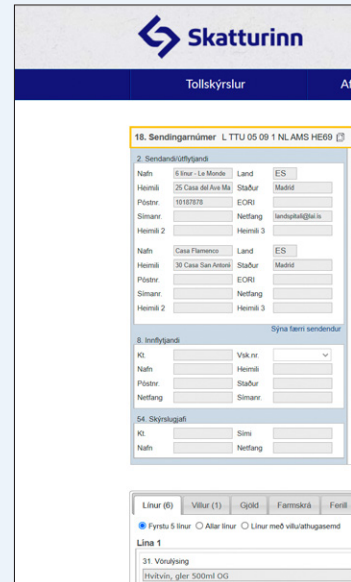 Skatturinn
Tollskýrslur
18. Sendingarnúmer L TTU 05 09 1 NL AMS HE69
2. Sendandi/útflytjandi
Nafn 6 línur - Le Monde Land ES
Heimili 25 Casa del Ave Ma Staður Madrid
Póstnr. 10187878 EORI
Símanr. Netfang landspitali@lal.is
Heimili 2 Heimili 3
Nafn Casa Flamenco Land ES
Heimili 30 Casa San Antoni Staður Madrid
Póstnr. EORI
Símanr. Netfang
Heimili 2 Heimili 3
Sýna færri sendendur
8. Innflytjandi
Kt. Vsk.nr.
Nafn Heimili
Póstnr. Staður
Netfang Símanr.
54. Skýrslugjafi
Kt. Sími
Nafn Netfang
Línur (6) Villur (1) Gjöld Farmskrá Ferill
Fyrstu 5 línur Allar línur Línur með villu/athugasemd
Lína 1
31. Vörulýsing
Hvítvín, gler 500ml OG